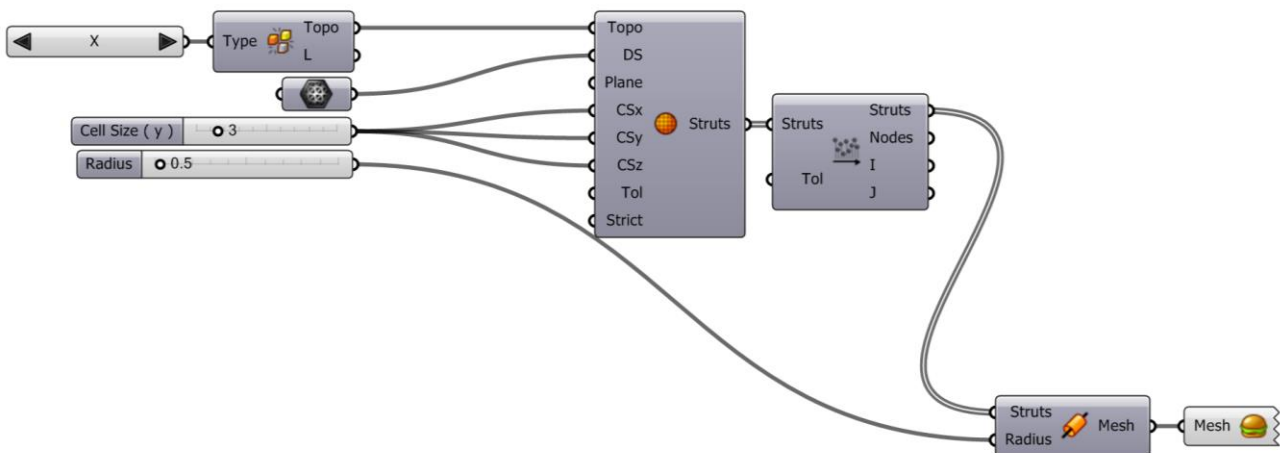 X
Type
Topo
L
Cell Size ( y )
3
Radius
0.5
Topo
DS
Plane
CSx
CSy
CSz
Tol
Strict
Struts
Struts
Tol
Struts
Nodes
I
J
Struts
Radius
Mesh
Mesh